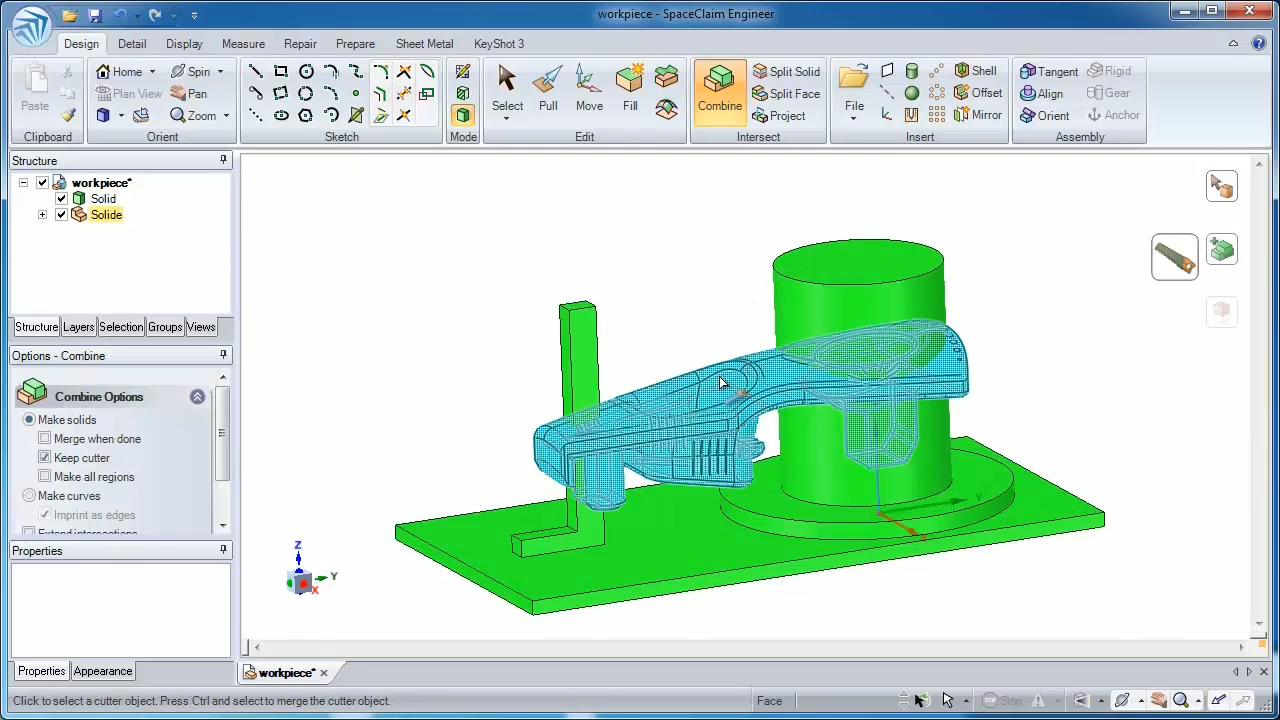 workpiece - SpaceClaim Engineer
Design Detail Display Measure Repair Prepare Sheet Metal KeyShot 3
Home Spin
Plan View Pan
Zoom
Paste
Select Pull Move Fill
Combine
Split Solid
Split Face
Project
File
Shell
Offset
Mirror
Tangent Rigid
Align Gear
Orient Anchor
Clipboard Orient Sketch Mode Edit Intersect Insert Assembly
Structure
workpiece*
Solid
Solide
Structure Layers Selection Groups Views
Options - Combine
Combine Options
Make solids
Merge when done
Keep cutter
Make all regions
Make curves
Imprint as edges
Extend intersections
Properties
Properties Appearance
Z
Y
X
Y
workpiece*
Click to select a cutter object. Press Ctrl and select to merge the cutter object.
Face
Stop